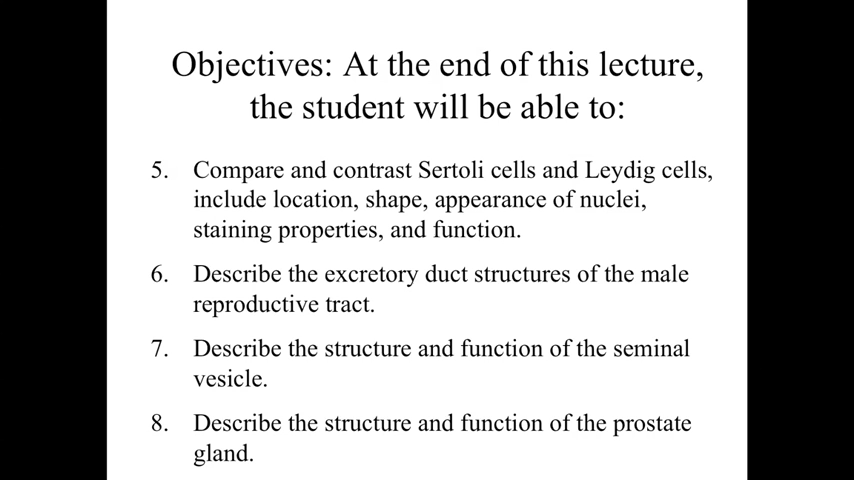 Objectives: At the end of this lecture,
the student will be able to:
5. Compare and contrast Sertoli cells and Leydig cells,
include location, shape, appearance of nuclei,
staining properties, and function.
6. Describe the excretory duct structures of the male
reproductive tract.
7. Describe the structure and function of the seminal
vesicle.
8. Describe the structure and function of the prostate
gland.